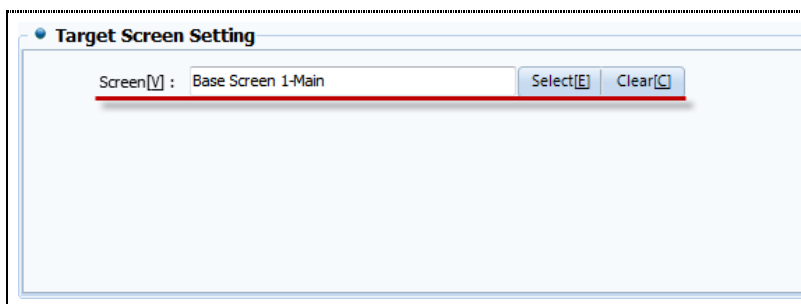 Target Screen Setting
Screen[V] : Base Screen 1-Main Select[E] Clear[C]